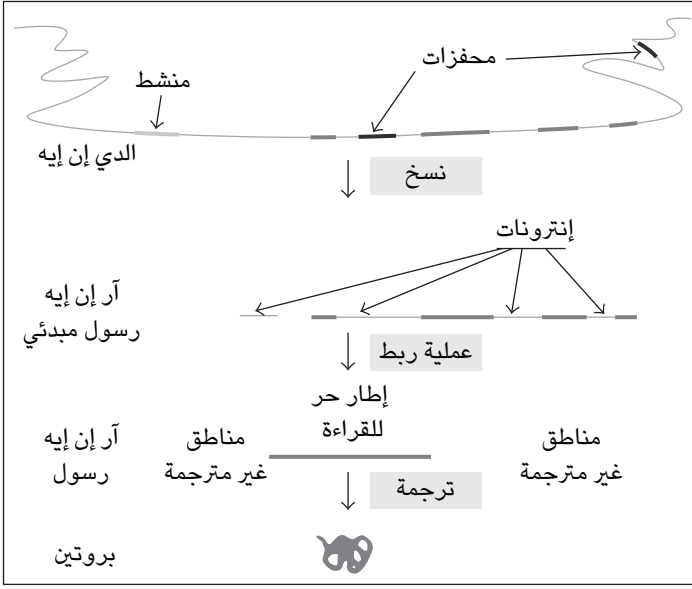 محفزات
منشط
الدي إن إيه
نسخ
إنترونات
آر إن إيه
رسول مبدئي
عملية ربط
إطار حر
للقراءة
مناطق
غير مترجمة
مناطق
غير مترجمة
آر إن إيه
رسول
ترجمة
بروتين